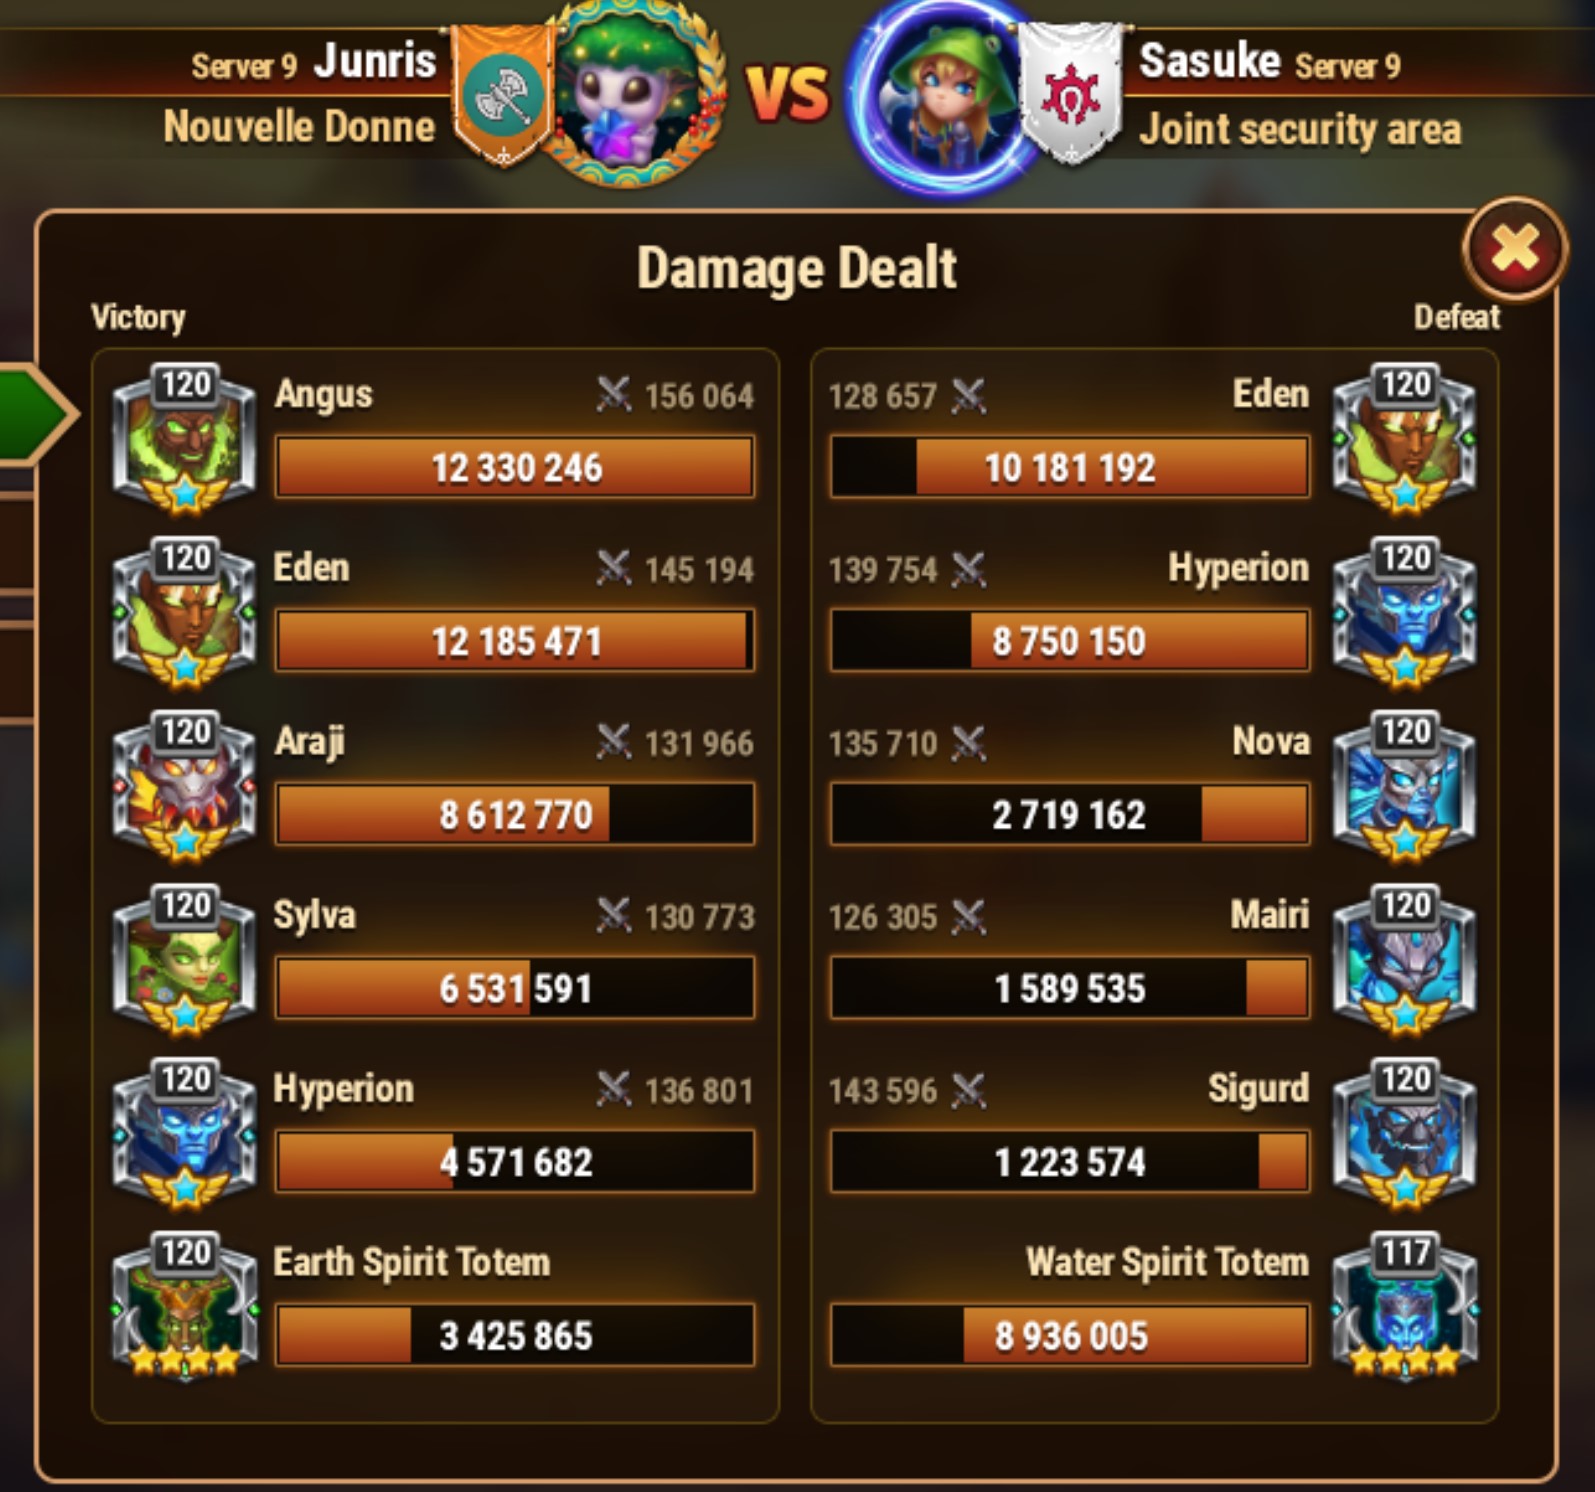 Server 9 Junris
Nouvelle Donne
VS
Sasuke Server 9
Joint security area
Damage Dealt
Victory
Defeat
120
Angus
156 064
12 330 246
128 657
Eden
120
10 181 192
120
Eden
145 194
12 185 471
139 754
Hyperion
120
8 750 150
120
Araji
131 966
8 612 770
135 710
Nova
120
2 719 162
120
Sylva
130 773
6 531 591
126 305
Mairi
120
1 589 535
120
Hyperion
136 801
4 571 682
143 596
Sigurd
120
1 223 574
120
Earth Spirit Totem
3 425 865
Water Spirit Totem
117
8 936 005